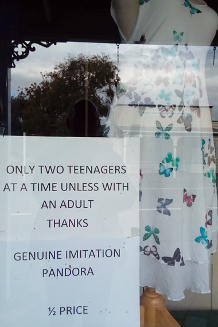 ONLY TWO TEENAGERS
AT A TIME UNLESS WITH
AN ADULT
THANKS
GENUINE IMITATION
PANDORA
½ PRICE